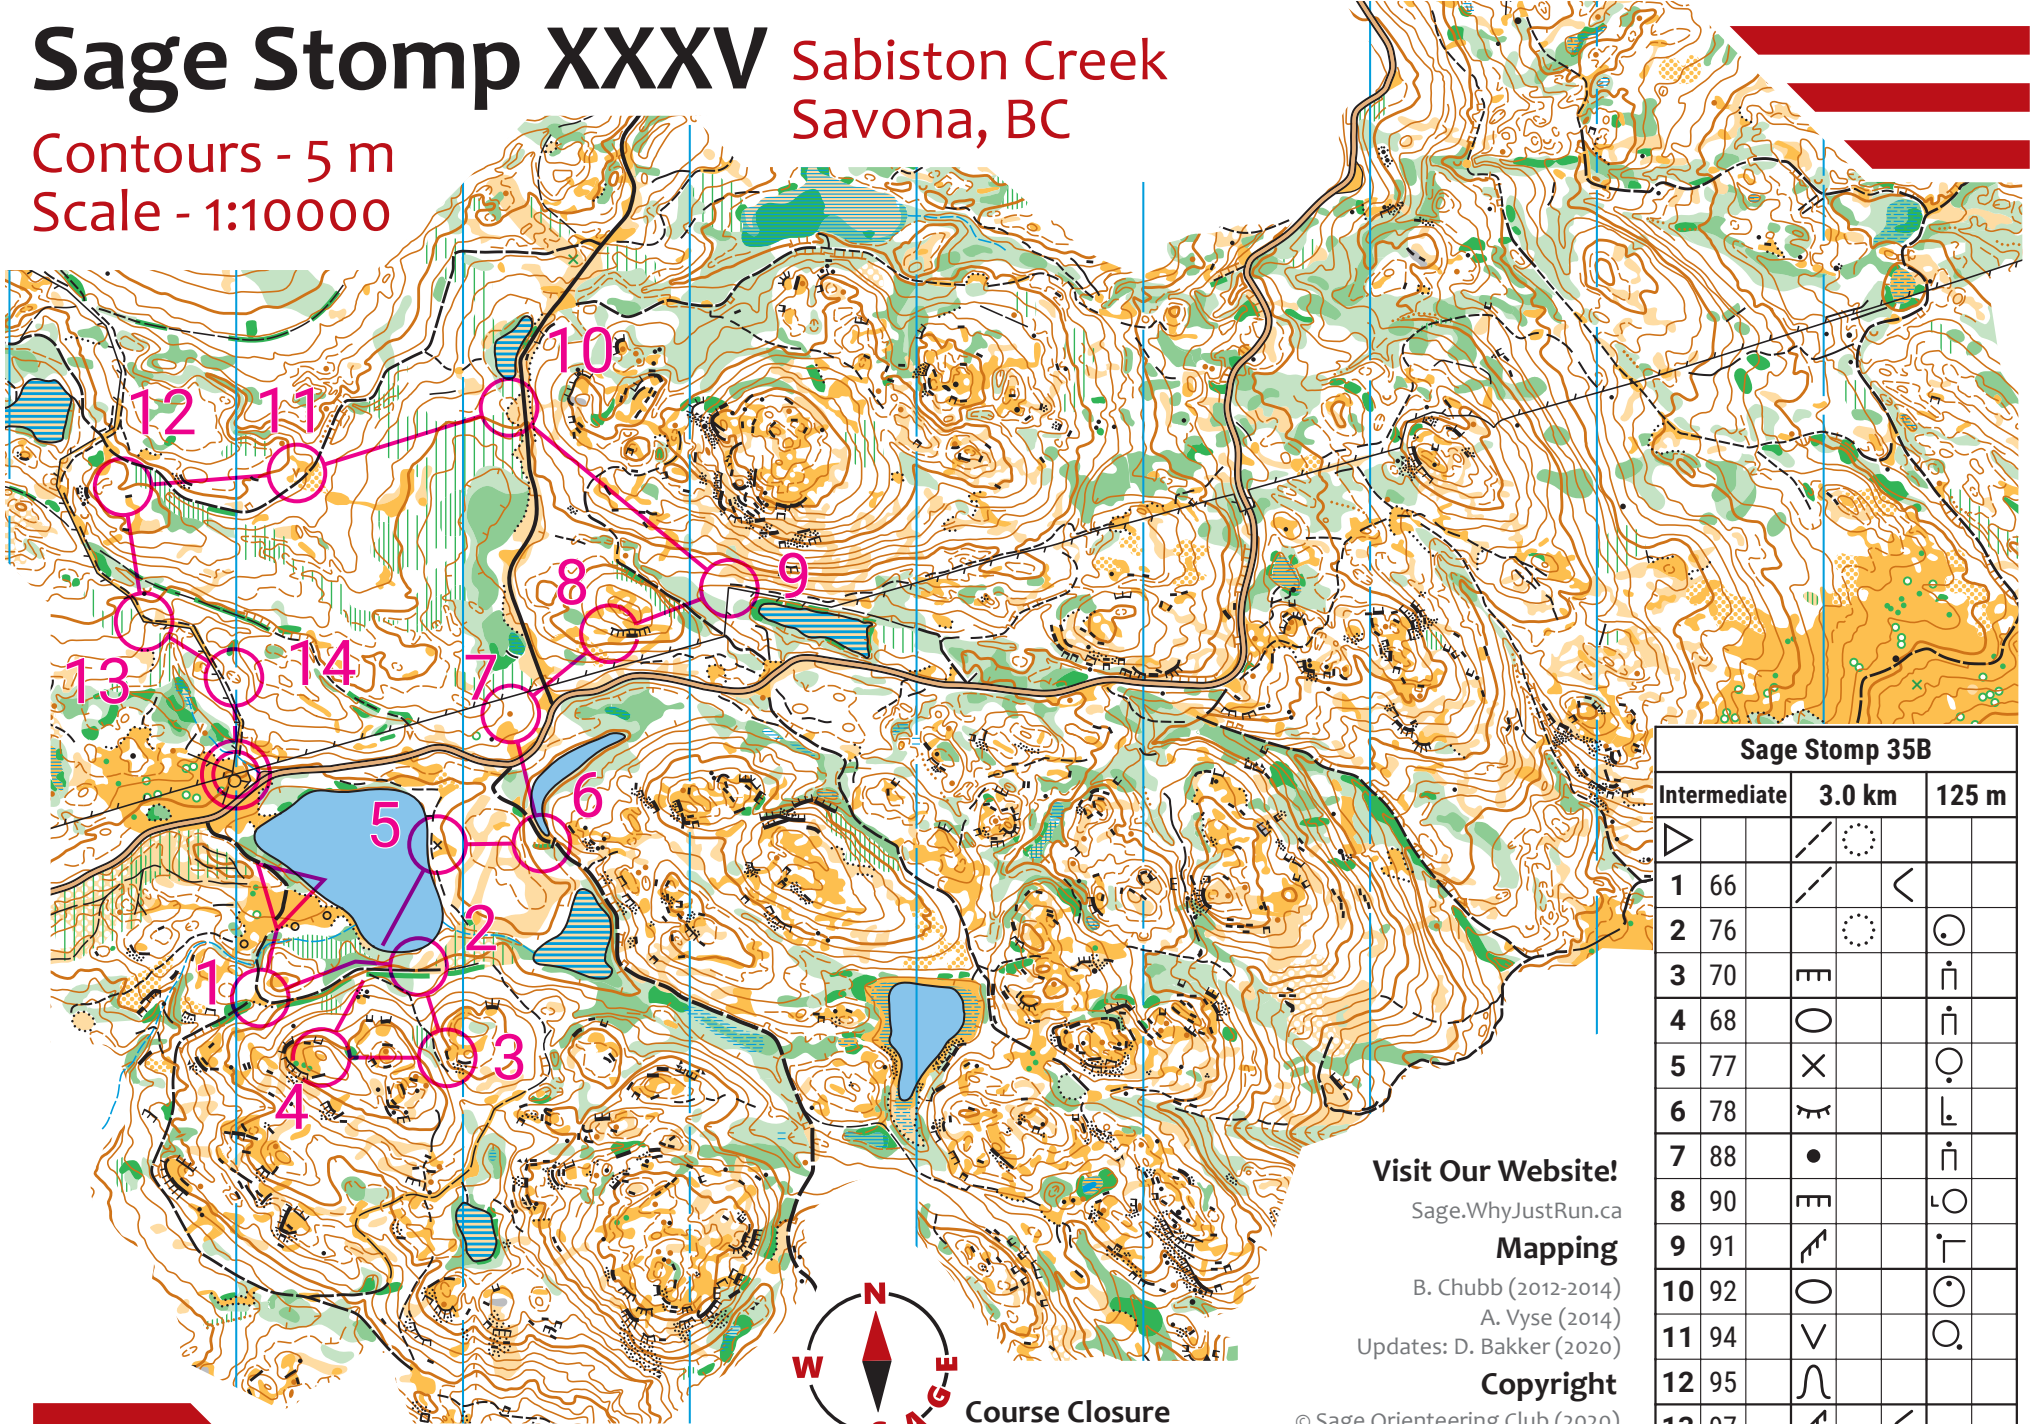 Sage Stomp XXXV
Sabiston Creek
Savona, BC
Contours - 5 m
Scale - 1:10000
10
12
11
8
9
7
13
14
6
5
2
1
3
4
Sage Stomp 35B
Intermediate 3.0 km 125 m
1 66
2 76
3 70
4 68
5 77
6 78
7 88
8 90
9 91
10 92
11 94
12 95
Visit Our Website!
Sage.WhyJustRun.ca
Mapping
B. Chubb (2012-2014)
A. Vyse (2014)
Updates: D. Bakker (2020)
Copyright
© Sage Orienteering Club (2020)
N
W
E
G
A
Course Closure